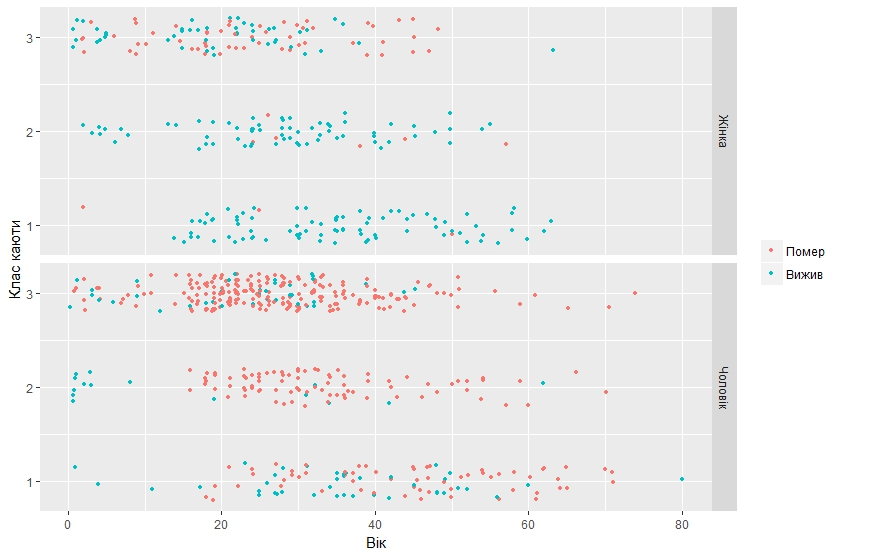 3
2
1
Жінка
3
2
1
Чоловік
Клас каюти
0
20
40
60
80
Вік
Помер
Вижив